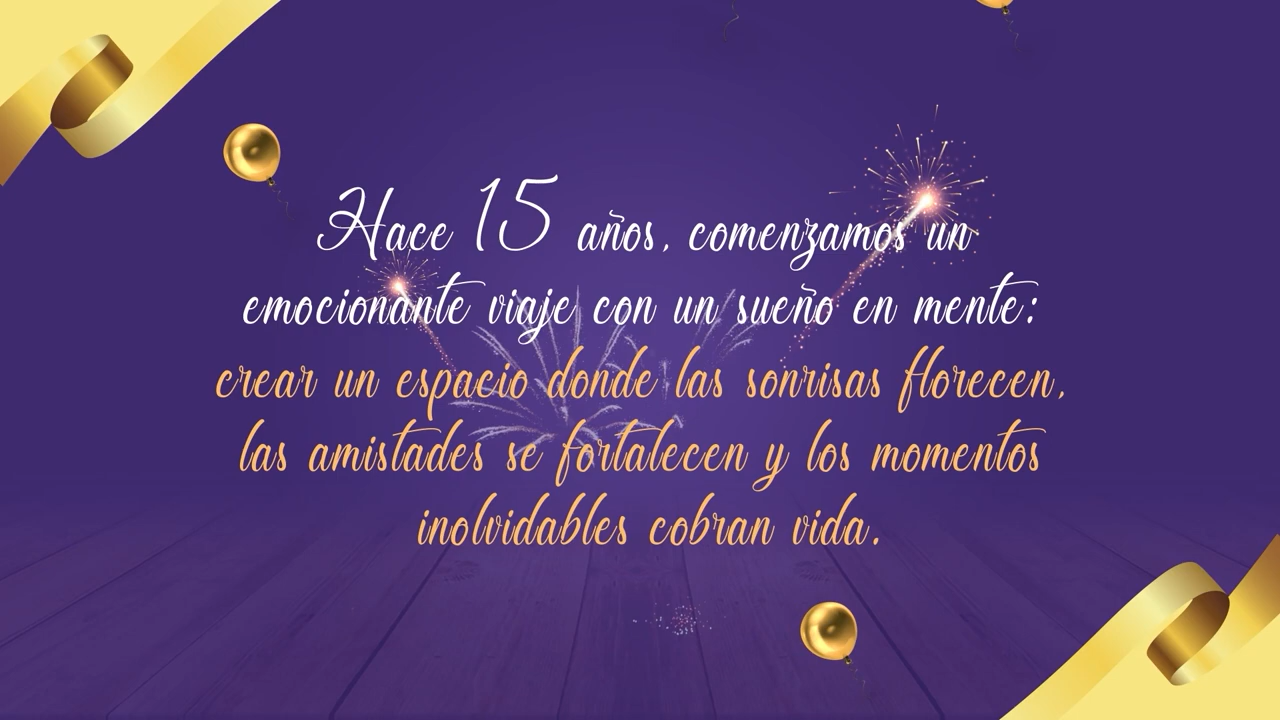 Hace 15 años, comenzamos un
emocionante viaje con un sueño en mente:
crear un espacio donde las sonrisas florecen,
las amistades se fortalecen y los momentos
inolvidables cobran vida.